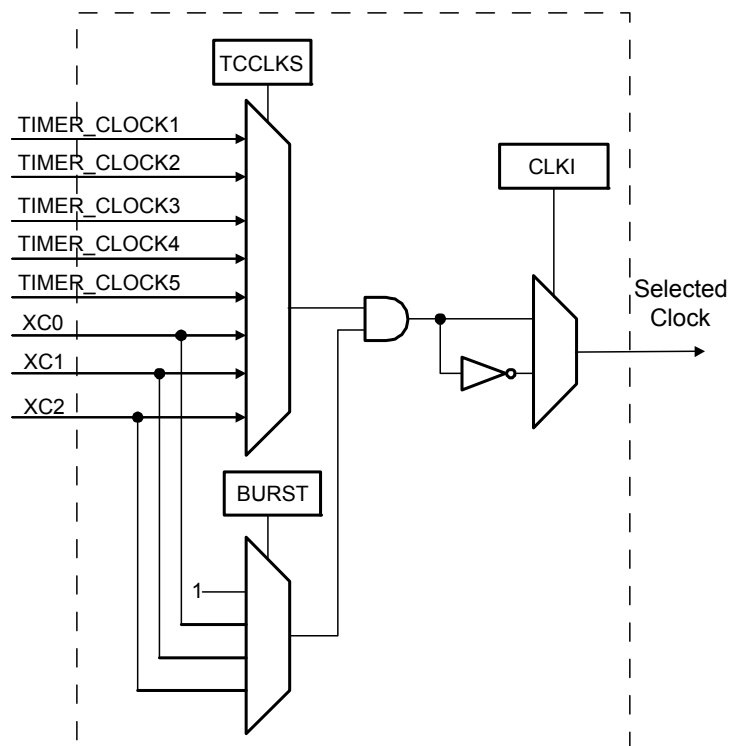 TCCLKS
TIMER_CLOCK1
TIMER_CLOCK2
CLKI
TIMER_CLOCK3
TIMER_CLOCK4
TIMER_CLOCK5
Selected
Clock
XC0
XC1
XC2
BURST
1